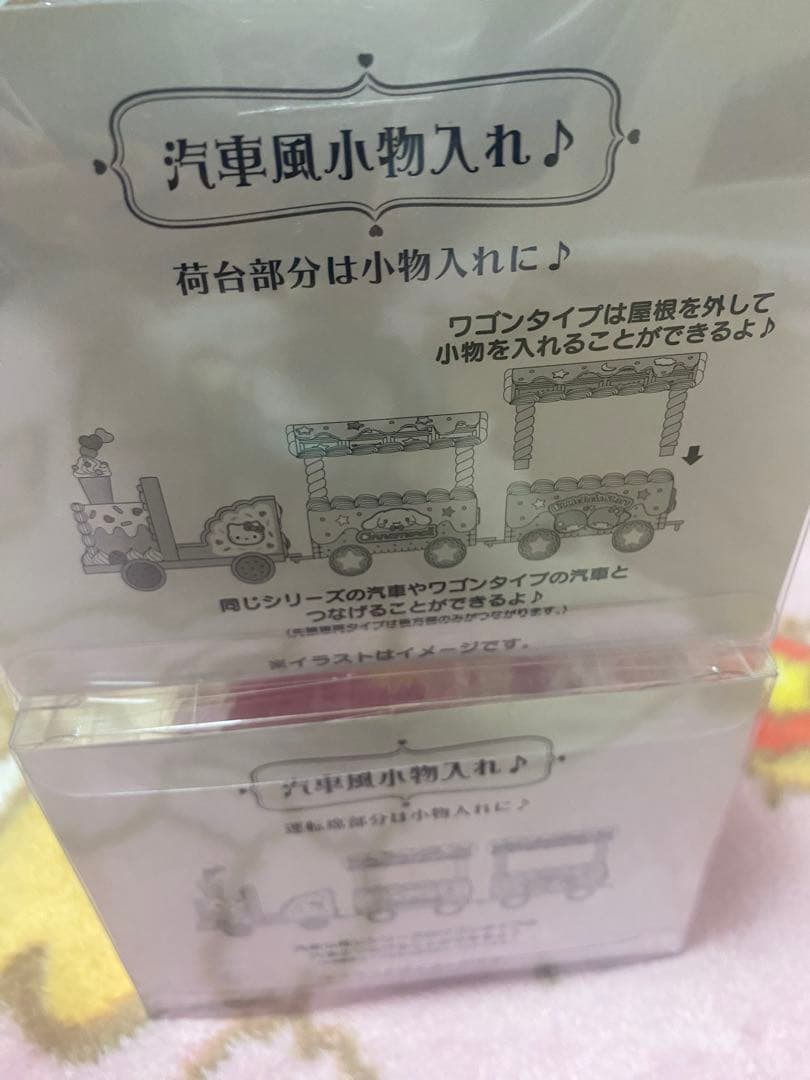 汽車風小物入れ♪
荷台部分は小物入れに♪
ワゴンタイプは屋根を外して
小物を入れることができるよ♪
Cinnamoroll
同じシリーズの汽車やワゴンタイプの汽車と
つなげることができるよ♪
※イラストはイメージです。
汽車風小物入れ♪
運転席部分は小物入れに♪